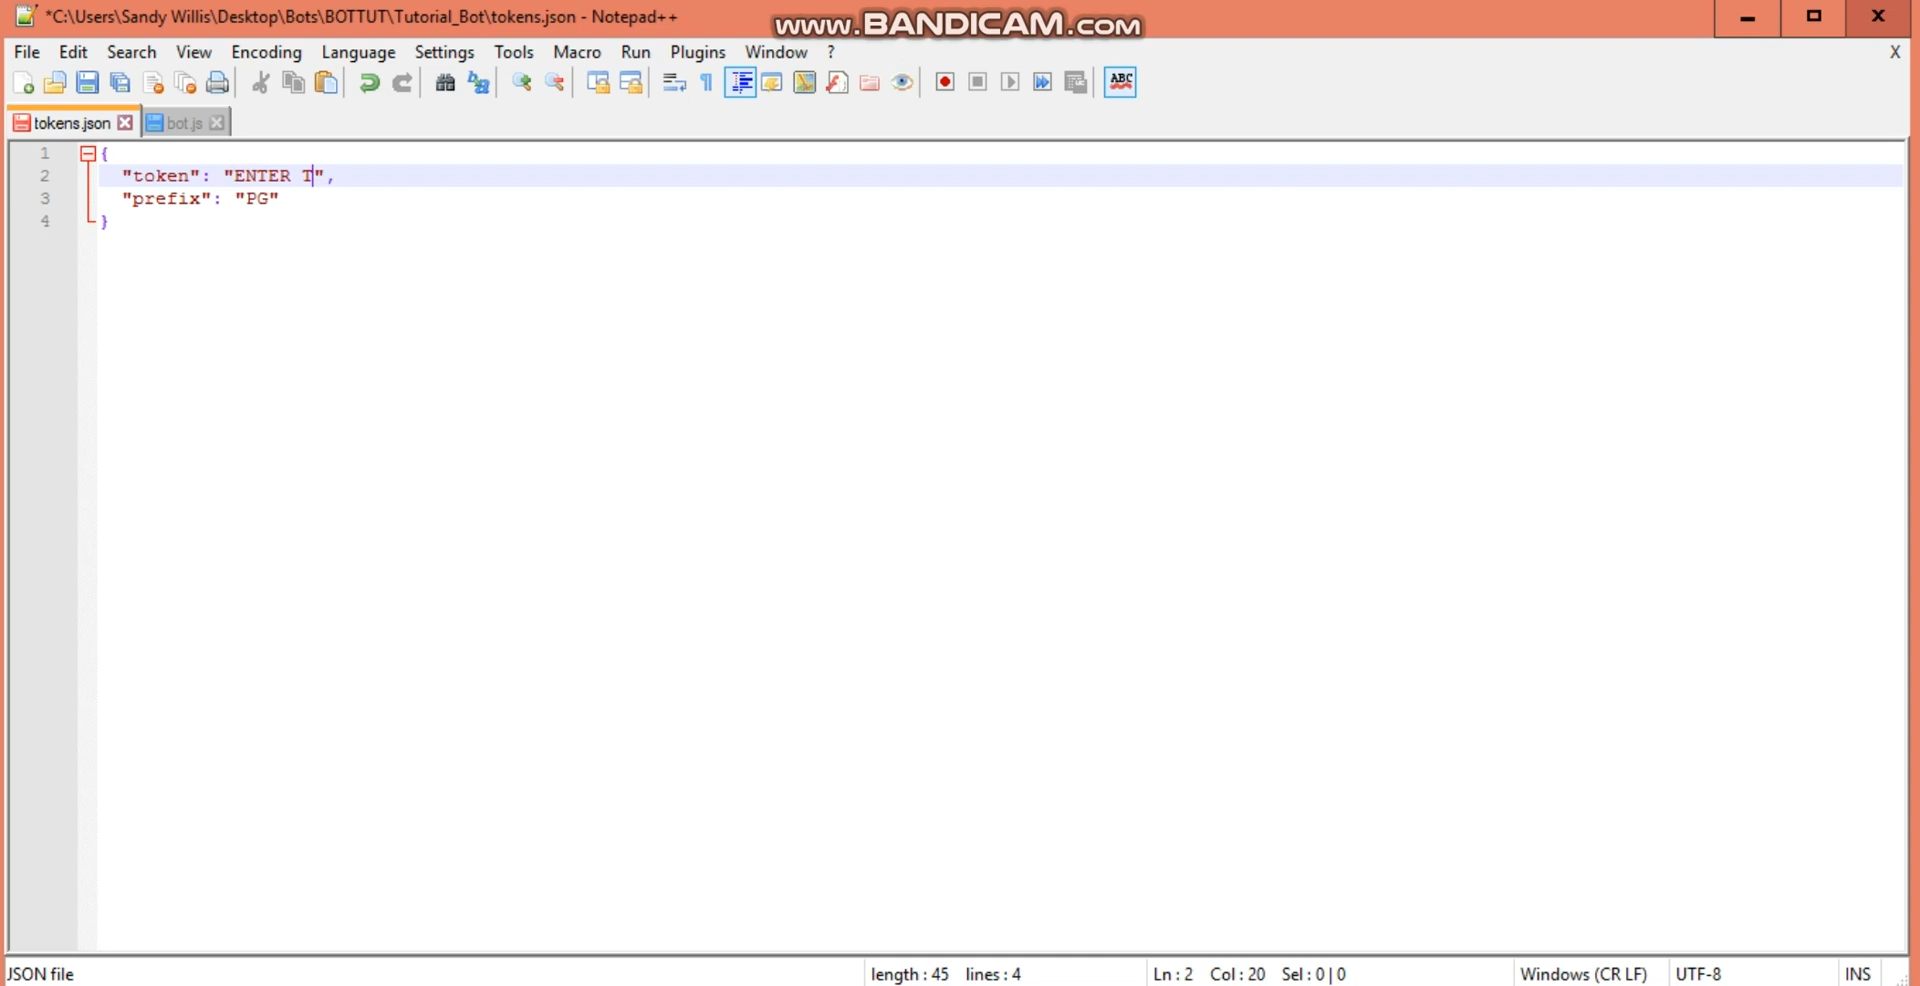 *C:\Users\Sandy Willis\Desktop\Bots\BOTTUT\Tutorial_Bot\tokens.json - Notepad++
www.BANDICAM.com
File Edit Search View Encoding Language Settings Tools Macro Run Plugins Window ? X
ABC
tokens.json bot.js
1 {
2 "token": "ENTER T",
3 "prefix": "PG"
4 }
JSON file length : 45 lines : 4 Ln : 2 Col : 20 Sel : 0 | 0 Windows (CR LF) UTF-8 INS